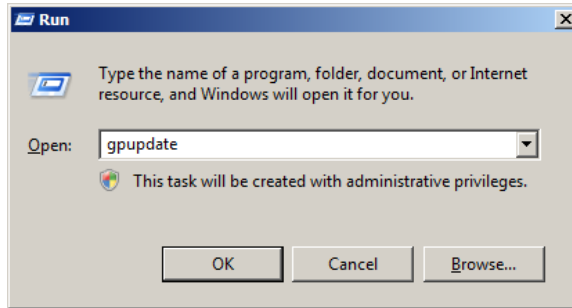 Run
Type the name of a program, folder, document, or Internet
resource, and Windows will open it for you.
Open: gpupdate
This task will be created with administrative privileges.
OK Cancel Browse...